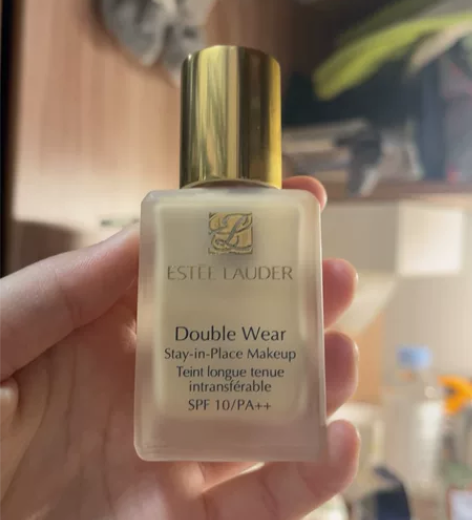 ESTĒE LAUDER
Double Wear
Stay-in-Place Makeup
Teint longue tenue
intransférable
SPF 10/PA++